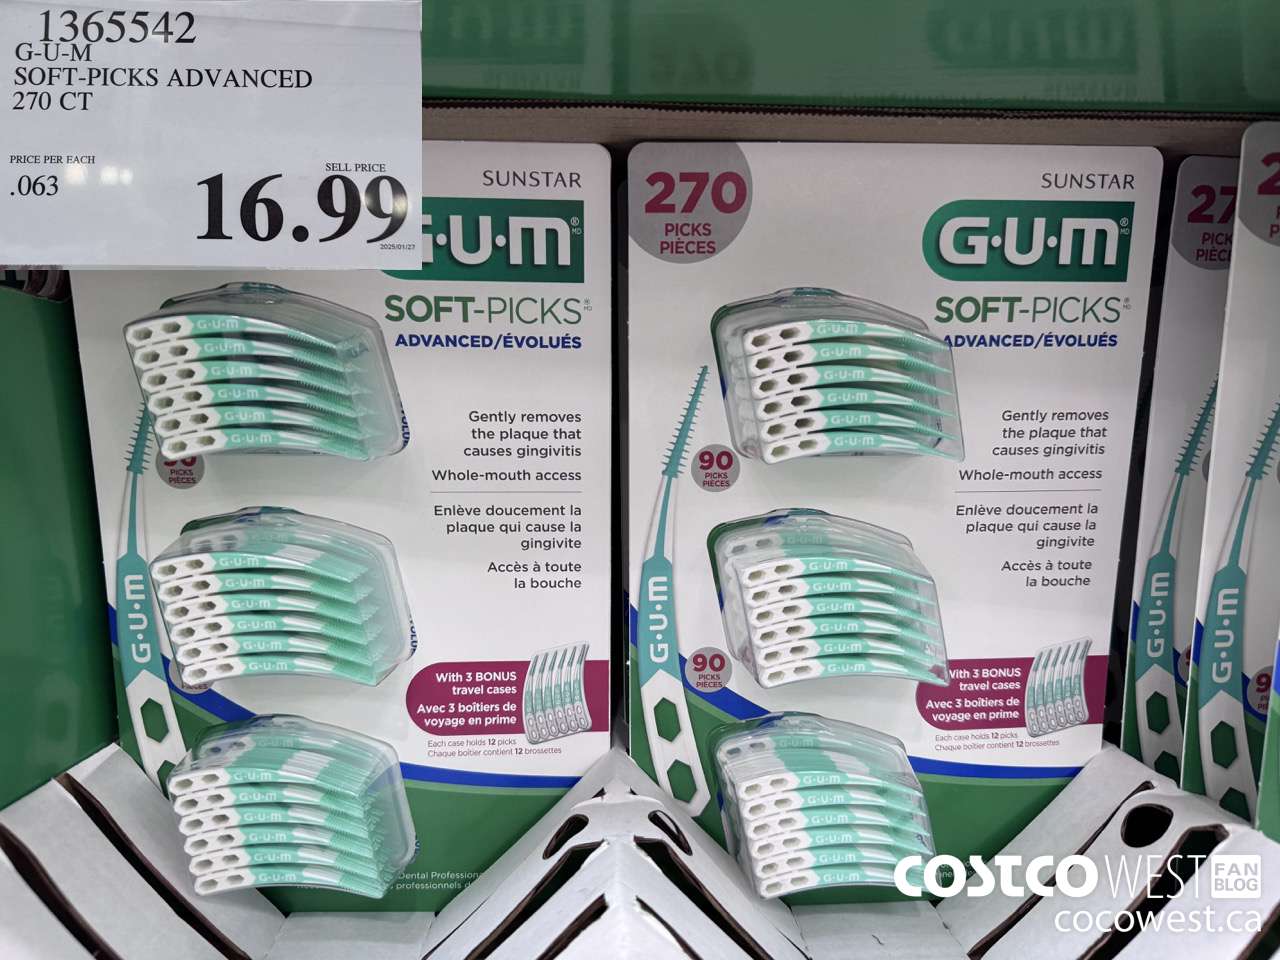 1365542
G-U-M
SOFT-PICKS ADVANCED
270 CT
PRICE PER EACH
.063
SELL PRICE
16.99
2025/01/27
SUNSTAR
G·U·M
SOFT-PICKS
ADVANCED/ÉVOLUÉS
Gently removes
the plaque that
causes gingivitis
Whole-mouth access
Enlève doucement la
plaque qui cause la
gingivite
Accès à toute
la bouche
90
PICKS
PIÈCES
G·U·M
With 3 BONUS
travel cases
Avec 3 boîtiers de
voyage en prime
Each case holds 12 picks
Chaque boîtier contient 12 brossettes
270
PICKS
PIÈCES
SUNSTAR
G·U·M
SOFT-PICKS
ADVANCED/ÉVOLUÉS
Gently removes
the plaque that
causes gingivitis
Whole-mouth access
Enlève doucement la
plaque qui cause la
gingivite
Accès à toute
la bouche
90
PICKS
PIÈCES
90
PICKS
PIÈCES
G·U·M
With 3 BONUS
travel cases
Avec 3 boîtiers de
voyage en prime
Each case holds 12 picks
Chaque boîtier contient 12 brossettes
G·U·M
G·U·M
COSTCO WEST FAN BLOG
cocowest.ca